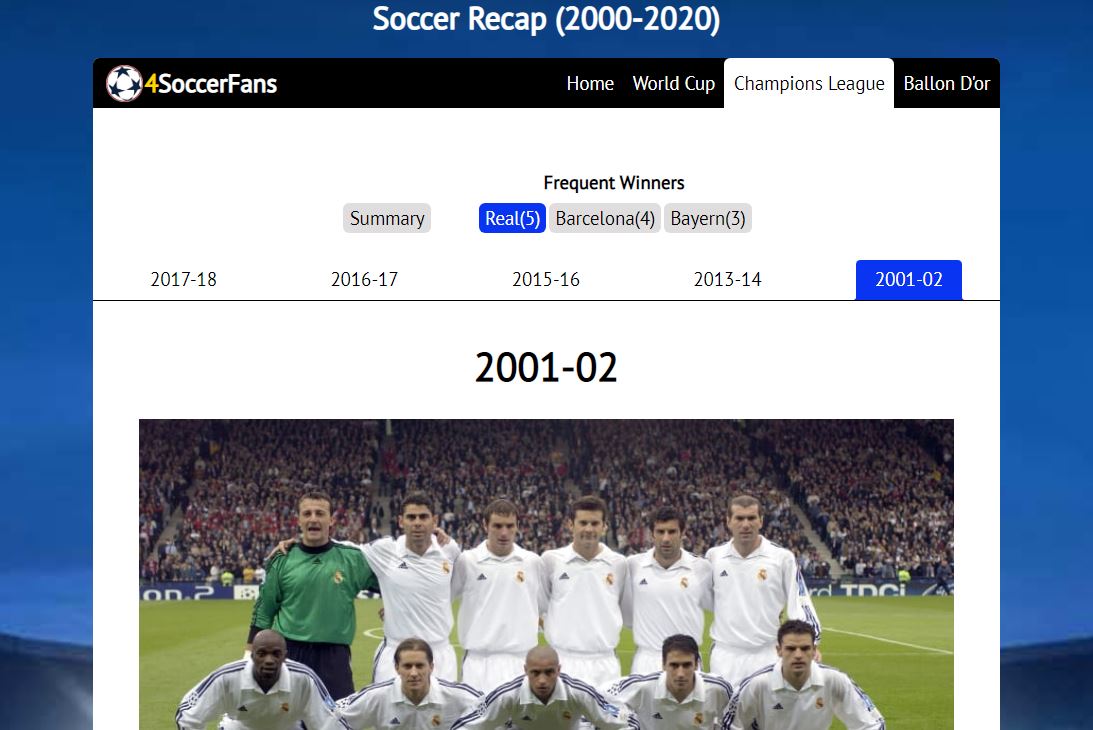 Soccer Recap (2000-2020)
4SoccerFans Home World Cup Champions League Ballon D'or
Frequent Winners
Summary Real(5) Barcelona(4) Bayern(3)
2017-18 2016-17 2015-16 2013-14 2001-02
2001-02